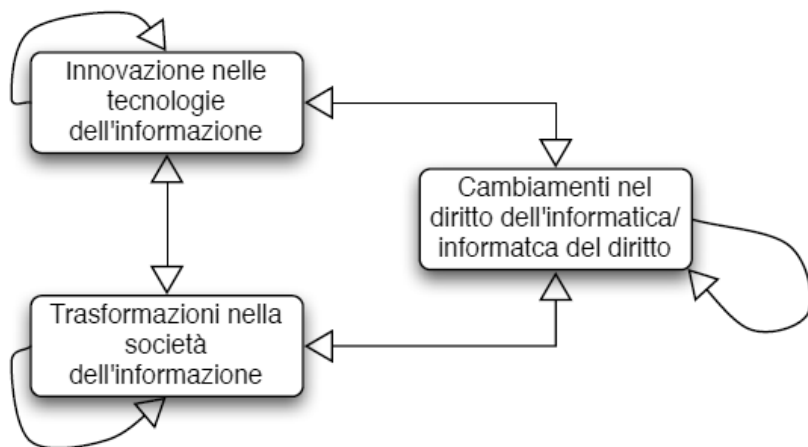 Innovazione nelle
tecnologie
dell'informazione
Cambiamenti nel
diritto dell'informatica/
informatca del diritto
Trasformazioni nella
società
dell'informazione